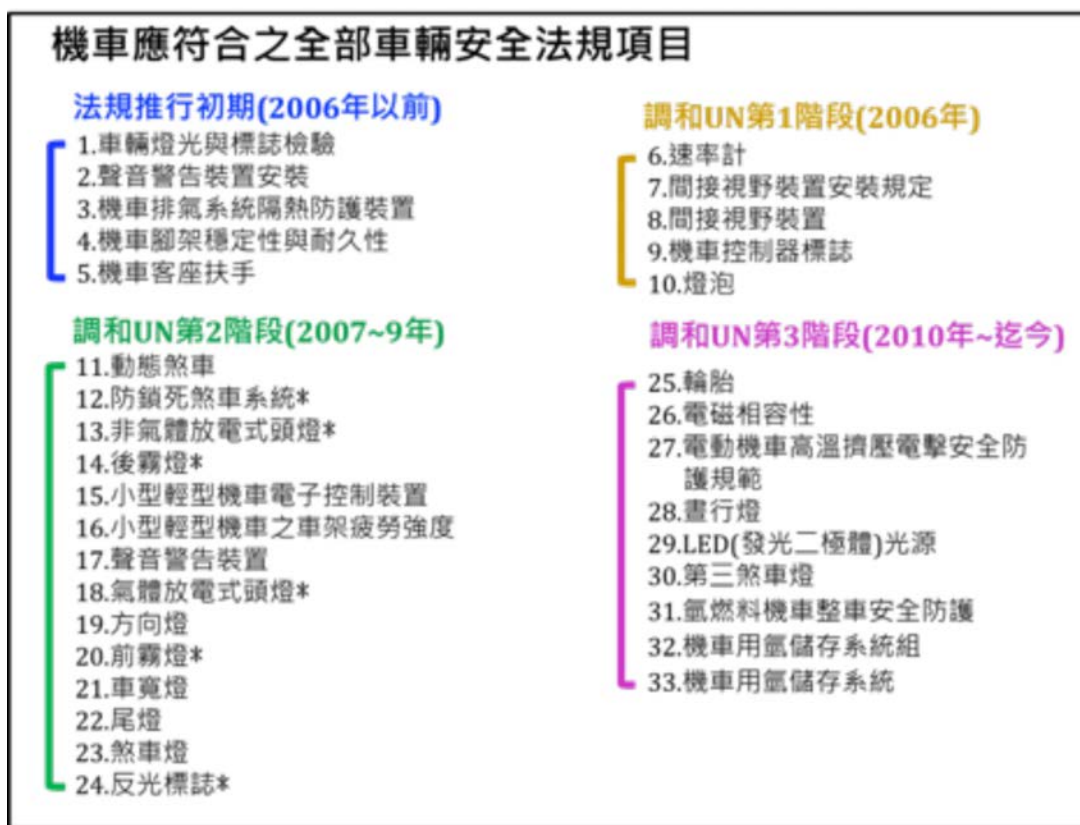 機車應符合之全部車輛安全法規項目
法規推行初期(2006年以前)
1.車輛燈光與標誌檢驗
2.聲音警告裝置安裝
3.機車排氣系統隔熱防護裝置
4.機車腳架穩定性與耐久性
5.機車客座扶手
調和UN第1階段(2006年)
6.速率計
7.間接視野裝置安裝規定
8.間接視野裝置
9.機車控制器標誌
10.燈泡
調和UN第2階段(2007~9年)
11.動態煞車
12.防鎖死煞車系統*
13.非氣體放電式頭燈*
14.後霧燈*
15.小型輕型機車電子控制裝置
16.小型輕型機車之車架疲勞強度
17.聲音警告裝置
18.氣體放電式頭燈*
19.方向燈
20.前霧燈*
21.車寬燈
22.尾燈
23.煞車燈
24.反光標誌*
調和UN第3階段(2010年~迄今)
25.輪胎
26.電磁相容性
27.電動機車高溫擠壓電擊安全防
護規範
28.晝行燈
29.LED(發光二極體)光源
30.第三煞車燈
31.氫燃料機車整車安全防護
32.機車用氫儲存系統組
33.機車用氫儲存系統